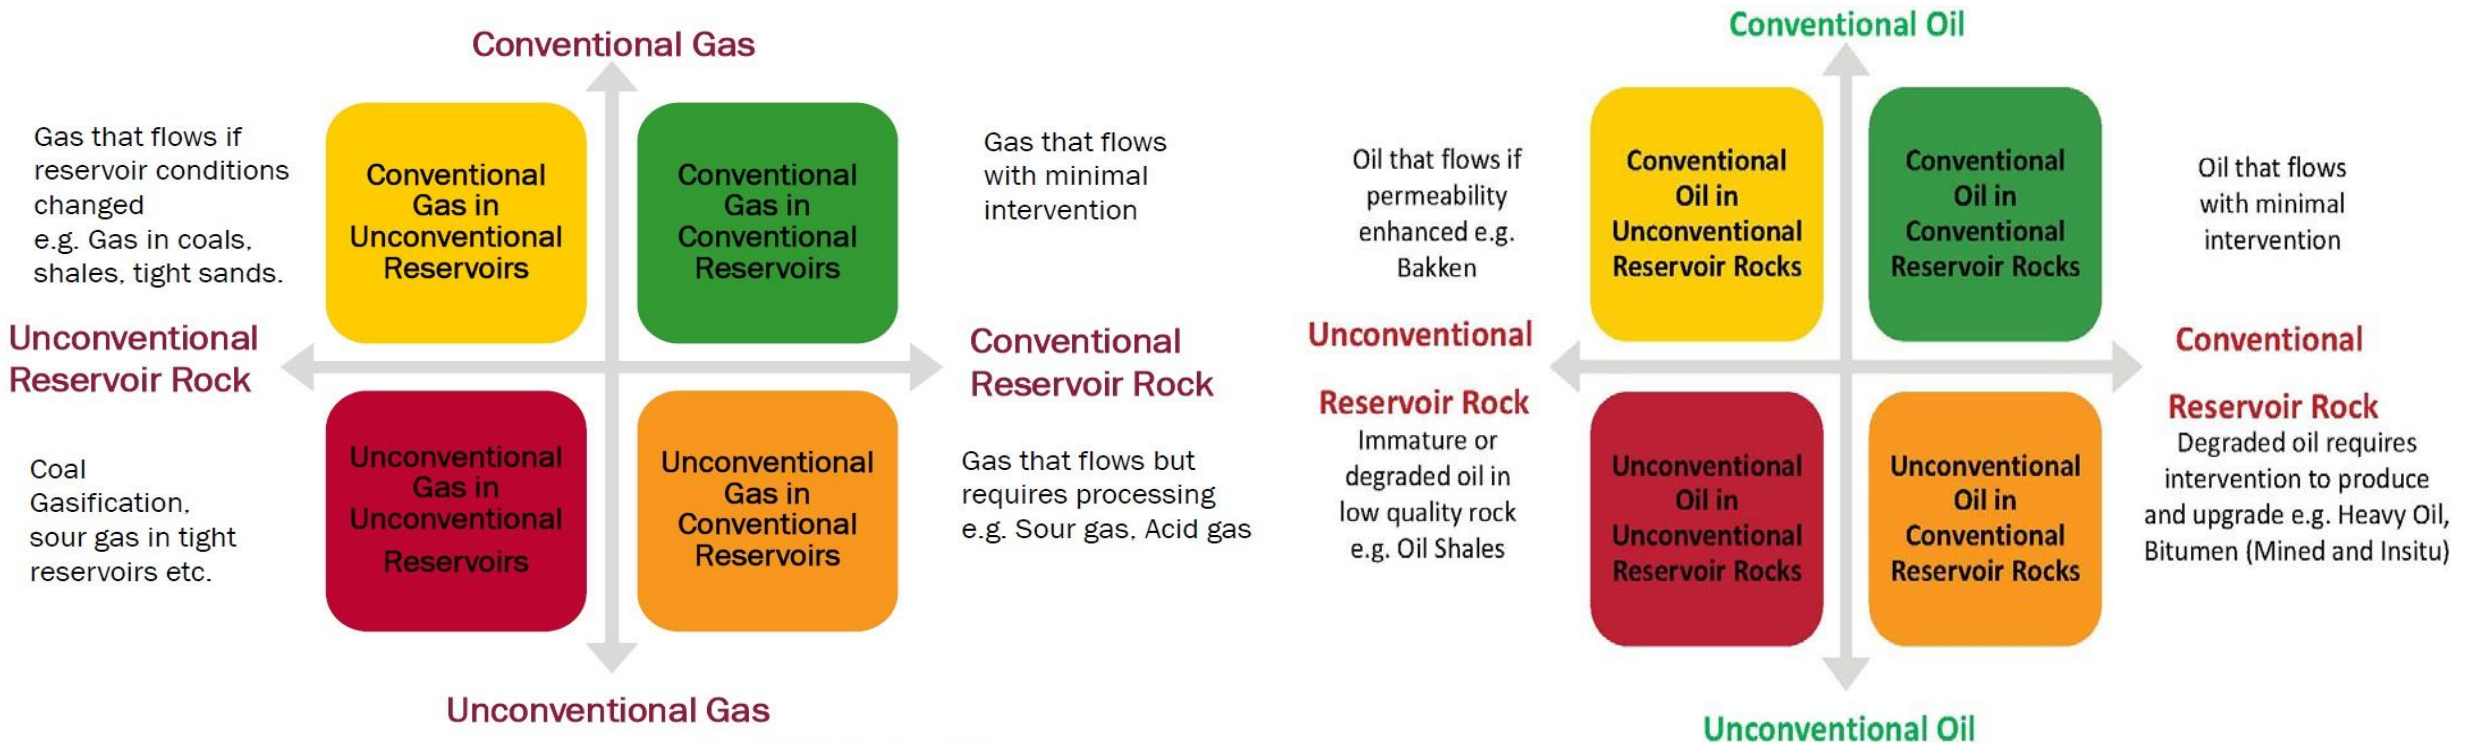 Conventional Gas
Gas that flows if
reservoir conditions
changed
e.g. Gas in coals,
shales, tight sands.
Conventional
Gas in
Unconventional
Reservoirs
Conventional
Gas in
Conventional
Reservoirs
Gas that flows
with minimal
intervention
Unconventional
Reservoir Rock
Conventional
Reservoir Rock
Coal
Gasification,
sour gas in tight
reservoirs etc.
Unconventional
Gas in
Unconventional
Reservoirs
Unconventional
Gas in
Conventional
Reservoirs
Gas that flows but
requires processing
e.g. Sour gas, Acid gas
Unconventional Gas
Conventional Oil
Oil that flows if
permeability
enhanced e.g.
Bakken
Conventional
Oil in
Unconventional
Reservoir Rocks
Conventional
Oil in
Conventional
Reservoir Rocks
Oil that flows
with minimal
intervention
Unconventional
Reservoir Rock
Conventional
Reservoir Rock
Immature or
degraded oil in
low quality rock
e.g. Oil Shales
Unconventional
Oil in
Unconventional
Reservoir Rocks
Unconventional
Oil in
Conventional
Reservoir Rocks
Degraded oil requires
intervention to produce
and upgrade e.g. Heavy Oil,
Bitumen (Mined and Insitu)
Unconventional Oil